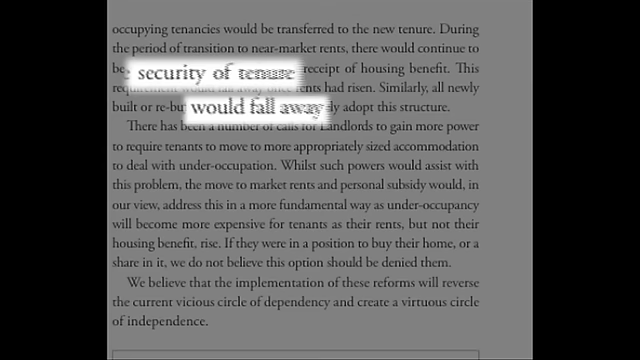 occupying tenancies would be transferred to the new tenure. During
the period of transition to near-market rents, there would continue to
be security of tenure receipt of housing benefit. This
would fall away rents had risen. Similarly, all newly
built or re-bu ly adopt this structure.
There has been a number of calls for Landlords to gain more power
to require tenants to move to more appropriately sized accommodation
to deal with under-occupation. Whilst such powers would assist with
this problem, the move to market rents and personal subsidy would, in
our view, address this in a more fundamental way as under-occupancy
will become more expensive for tenants as their rents, but not their
housing benefit, rise. If they were in a position to buy their home, or a
share in it, we do not believe this option should be denied them.
We believe that the implementation of these reforms will reverse
the current vicious circle of dependency and create a virtuous circle
of independence.